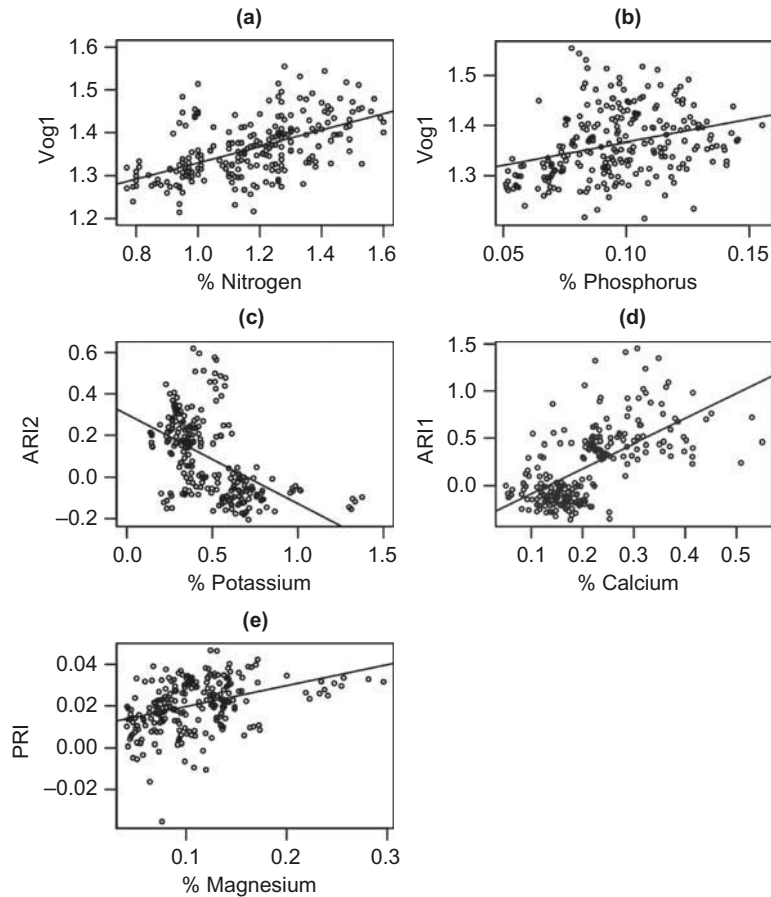 (a)
1.6
1.5
1.4
1.3
1.2
Vog1
0.8 1.0 1.2 1.4 1.6
% Nitrogen
(b)
1.5
1.4
1.3
Vog1
0.05 0.10 0.15
% Phosphorus
(c)
0.6
0.4
0.2
0.0
–0.2
ARI2
0.0 0.5 1.0 1.5
% Potassium
(d)
1.5
1.0
0.5
0.0
ARI1
0.1 0.2 0.3 0.4 0.5
% Calcium
(e)
0.04
0.02
0.00
–0.02
PRI
0.1 0.2 0.3
% Magnesium